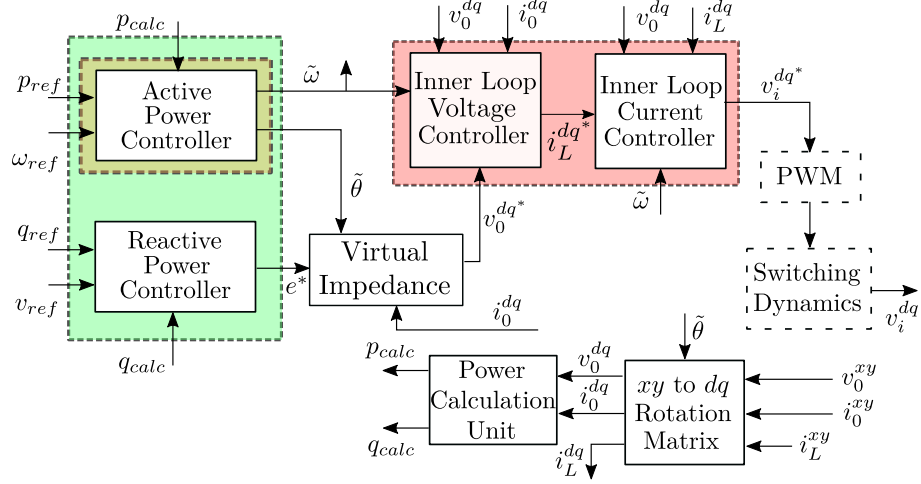 p_calc
v_0^dq
i_0^dq
v_0^dq
i_L^dq
p_ref
ω_ref
Active
Power
Controller
ω̃
Inner Loop
Voltage
Controller
i_L^dq*
Inner Loop
Current
Controller
v_i^dq*
ω̃
PWM
θ̃
v_0^dq*
q_ref
v_ref
Reactive
Power
Controller
e*
Virtual
Impedance
i_0^dq
Switching
Dynamics
v_i^dq
q_calc
p_calc
q_calc
Power
Calculation
Unit
v_0^dq
i_0^dq
i_L^dq
θ̃
xy to dq
Rotation
Matrix
v_0^xy
i_0^xy
i_L^xy